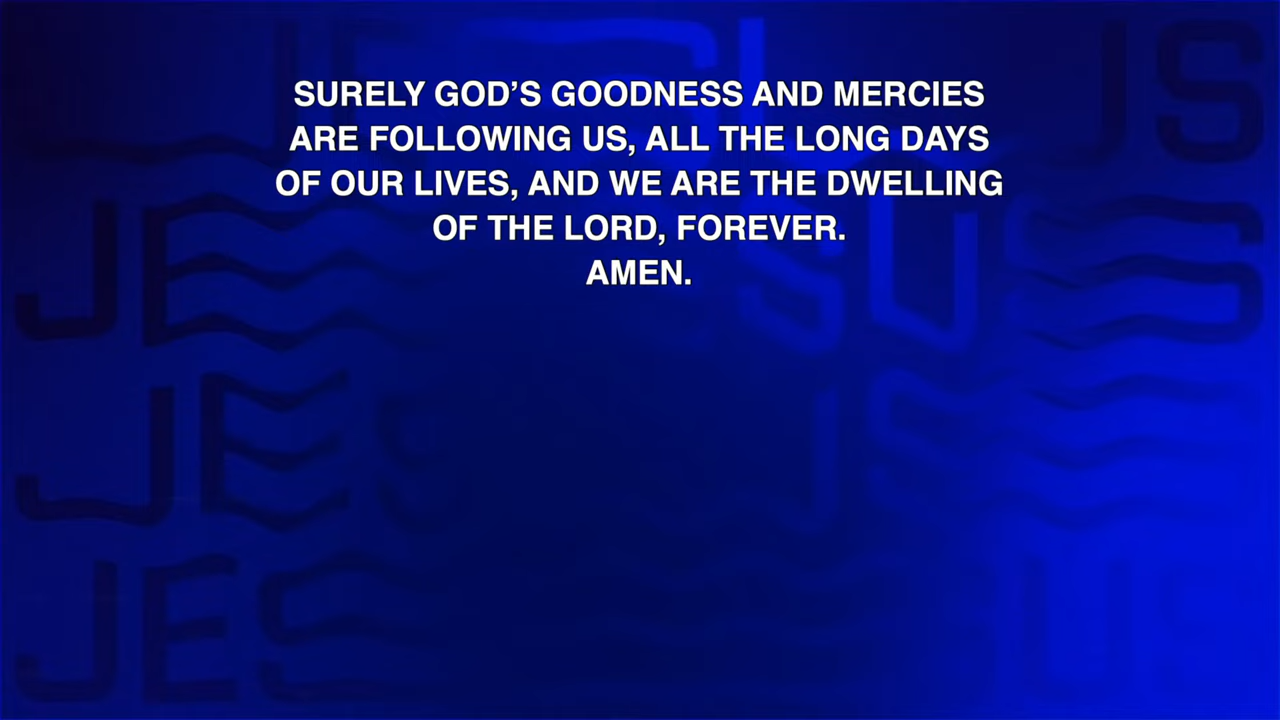 SURELY GOD’S GOODNESS AND MERCIES
ARE FOLLOWING US, ALL THE LONG DAYS
OF OUR LIVES, AND WE ARE THE DWELLING
OF THE LORD, FOREVER.
AMEN.